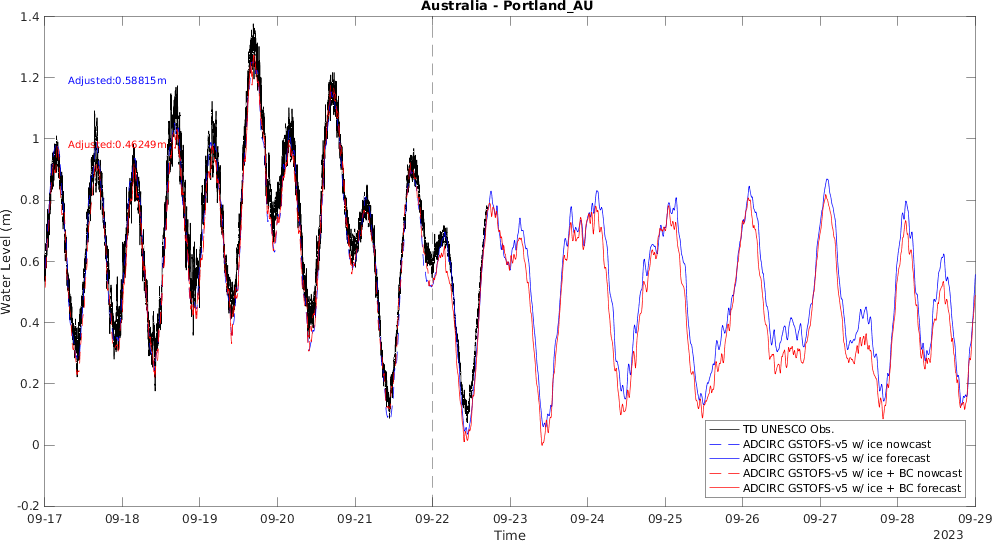 Australia - Portland_AU
1.4
1.2
1
0.8
0.6
0.4
0.2
0
-0.2
Water Level (m)
Adjusted:0.58815m
Adjusted:0.46249m
TD UNESCO Obs.
ADCIRC GSTOFS-v5 w/ ice nowcast
ADCIRC GSTOFS-v5 w/ ice forecast
ADCIRC GSTOFS-v5 w/ ice + BC nowcast
ADCIRC GSTOFS-v5 w/ ice + BC forecast
09-17 09-18 09-19 09-20 09-21 09-22 09-23 09-24 09-25 09-26 09-27 09-28 09-29
Time
2023